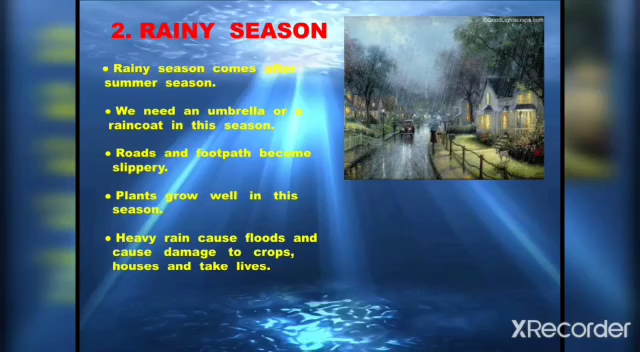 2. RAINY SEASON
©GoodLightscraps.com
● Rainy season comes after
summer season.
● We need an umbrella or a
raincoat in this season.
● Roads and footpath become
slippery.
● Plants grow well in this
season.
● Heavy rain cause floods and
cause damage to crops,
houses and take lives.
XRecorder